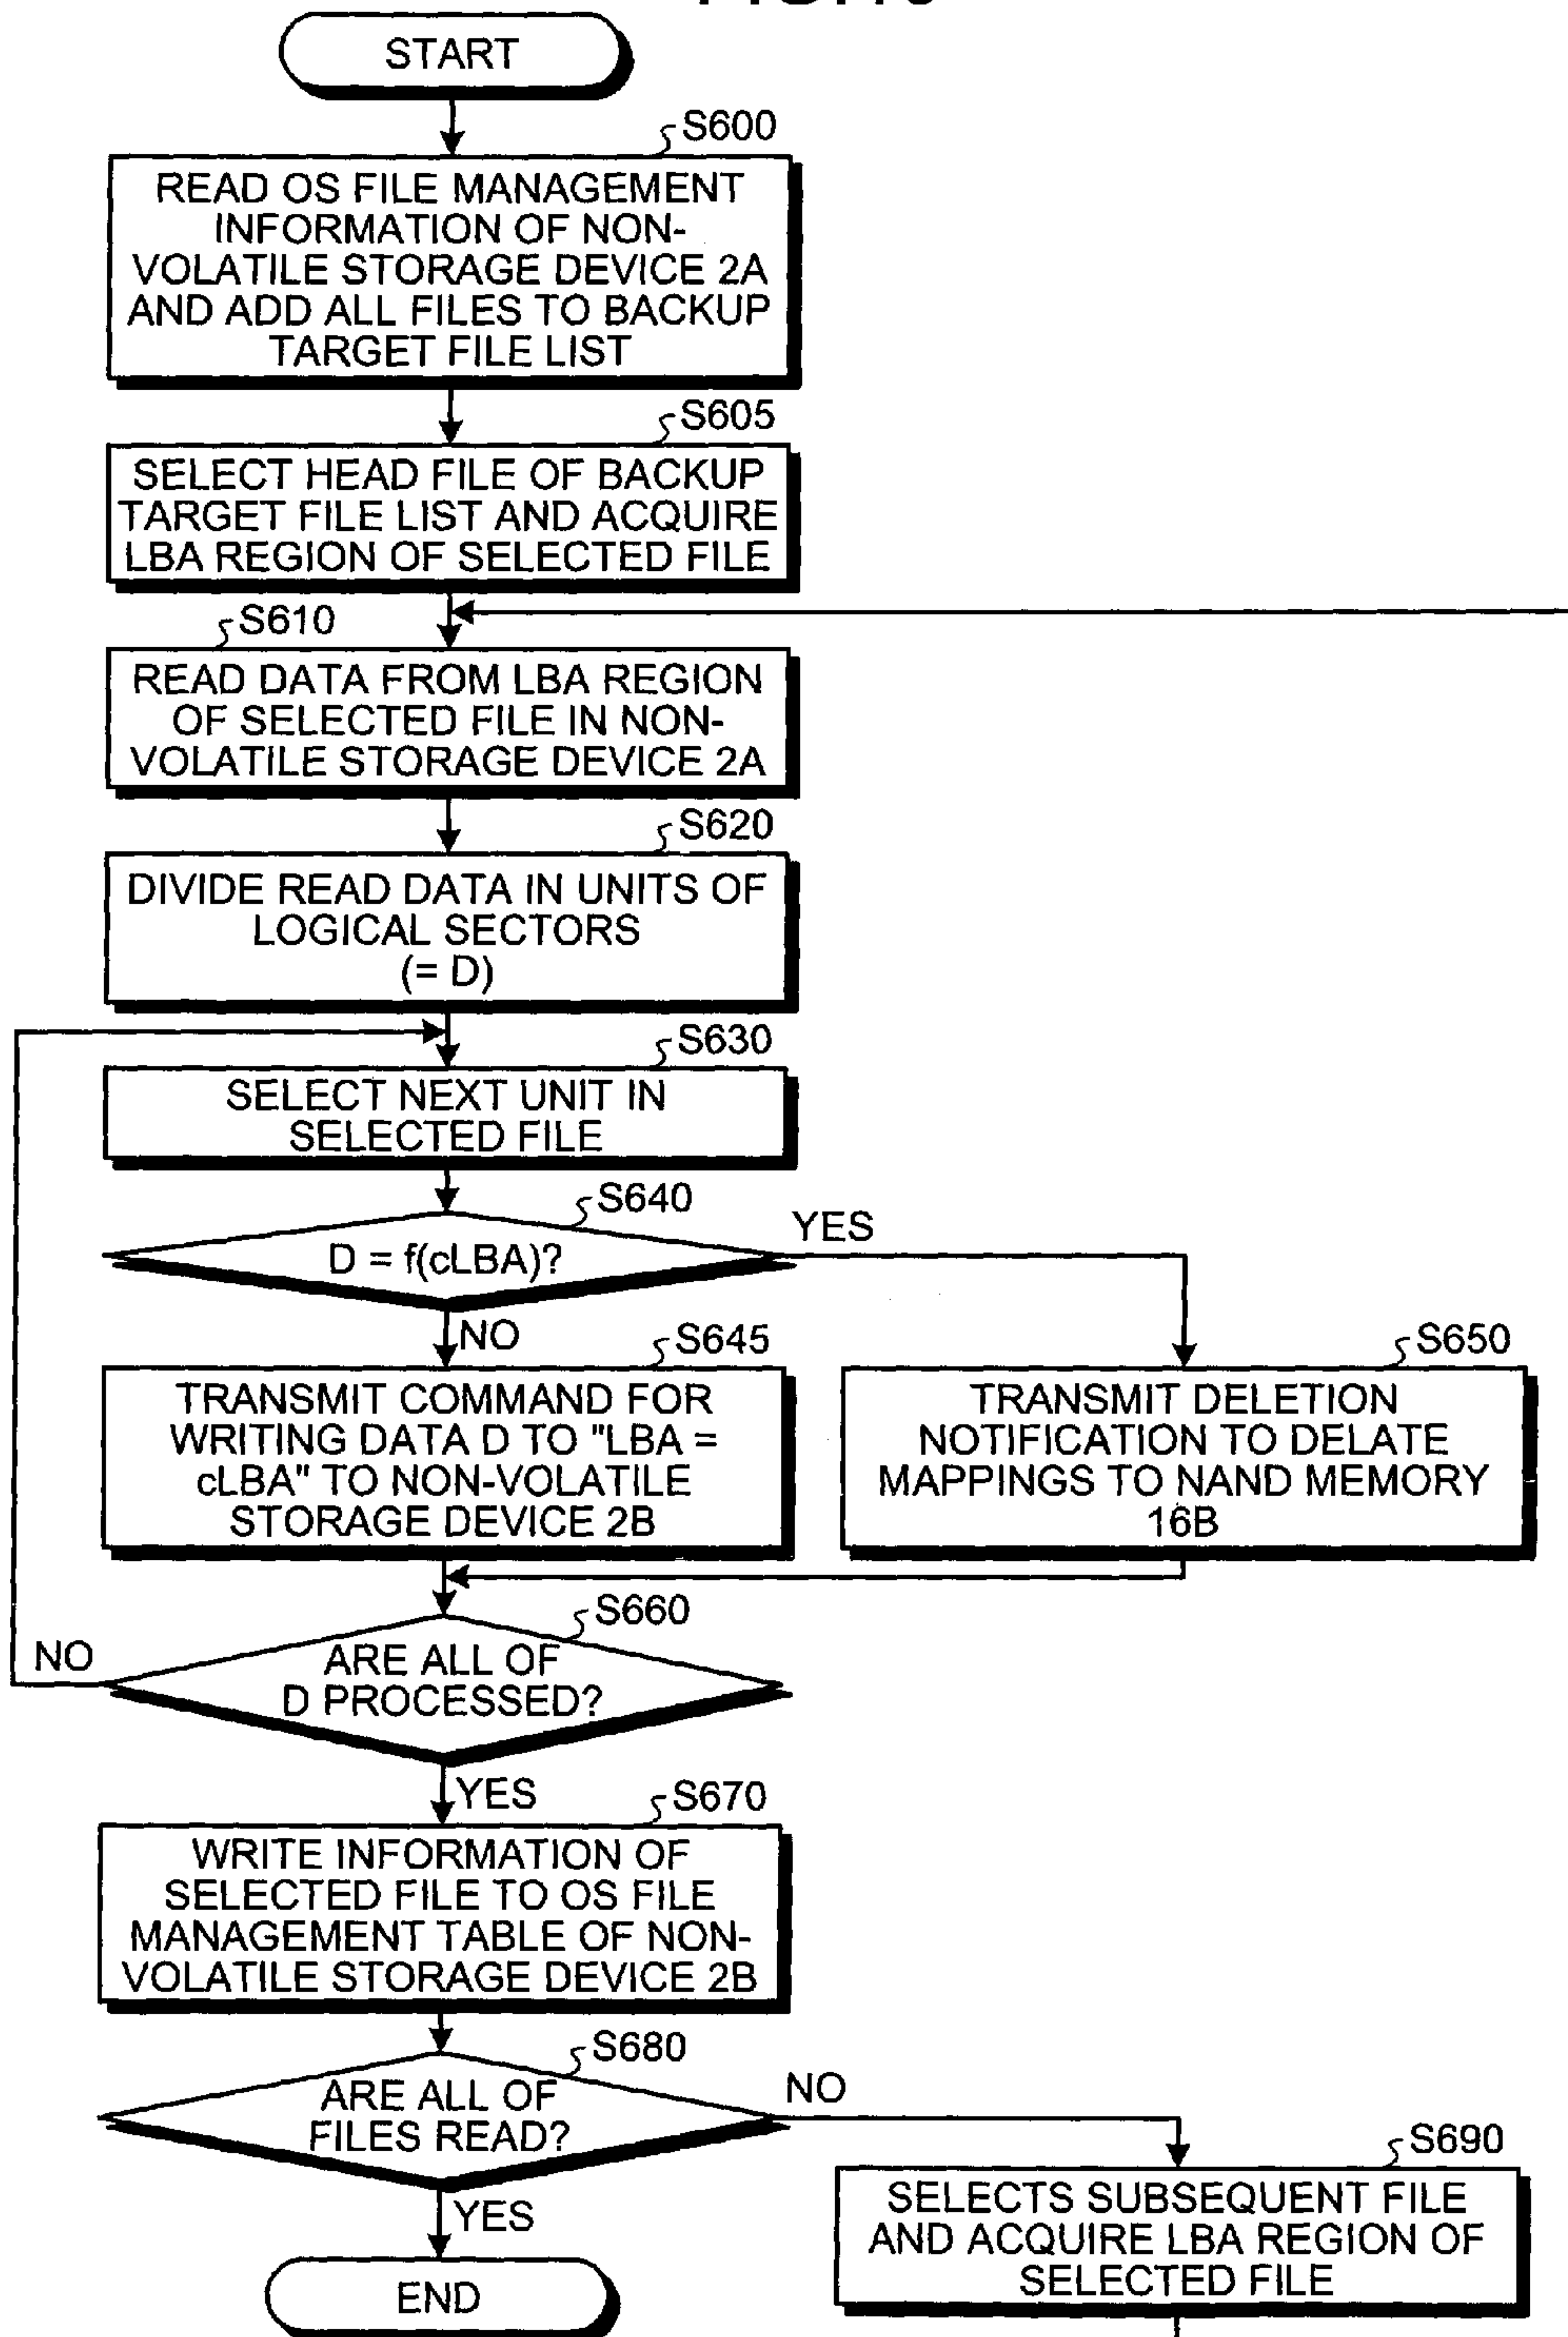 START
S600
READ OS FILE MANAGEMENT
INFORMATION OF NON-
VOLATILE STORAGE DEVICE 2A
AND ADD ALL FILES TO BACKUP
TARGET FILE LIST
S605
SELECT HEAD FILE OF BACKUP
TARGET FILE LIST AND ACQUIRE
LBA REGION OF SELECTED FILE
S610
READ DATA FROM LBA REGION
OF SELECTED FILE IN NON-
VOLATILE STORAGE DEVICE 2A
S620
DIVIDE READ DATA IN UNITS OF
LOGICAL SECTORS
(= D)
S630
SELECT NEXT UNIT IN
SELECTED FILE
S640
D = f(cLBA)?
YES
NO
S645
TRANSMIT COMMAND FOR
WRITING DATA D TO "LBA =
cLBA" TO NON-VOLATILE
STORAGE DEVICE 2B
S650
TRANSMIT DELETION
NOTIFICATION TO DELATE
MAPPINGS TO NAND MEMORY
16B
S660
ARE ALL OF
D PROCESSED?
NO
YES
S670
WRITE INFORMATION OF
SELECTED FILE TO OS FILE
MANAGEMENT TABLE OF NON-
VOLATILE STORAGE DEVICE 2B
S680
ARE ALL OF
FILES READ?
NO
YES
S690
SELECTS SUBSEQUENT FILE
AND ACQUIRE LBA REGION OF
SELECTED FILE
END